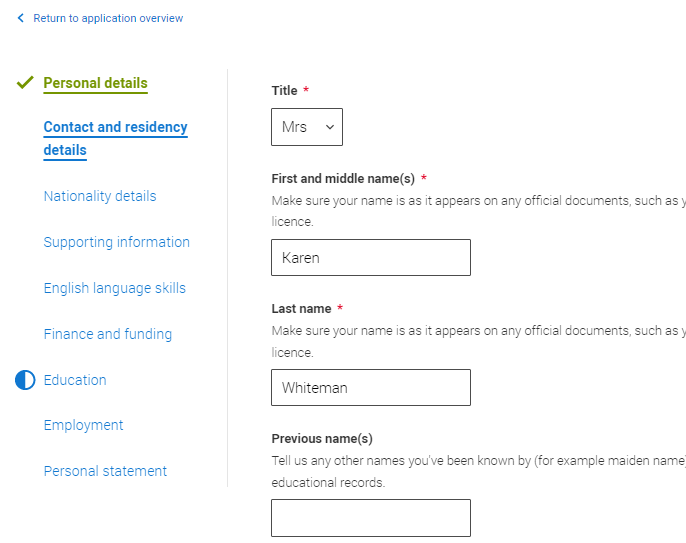 Return to application overview
Personal details
Contact and residency
details
Nationality details
Supporting information
English language skills
Finance and funding
Education
Employment
Personal statement
Title *
Mrs
First and middle name(s) *
Make sure your name is as it appears on any official documents, such as
licence.
Karen
Last name *
Make sure your name is as it appears on any official documents, such as
licence.
Whiteman
Previous name(s)
Tell us any other names you've been known by (for example maiden name)
educational records.